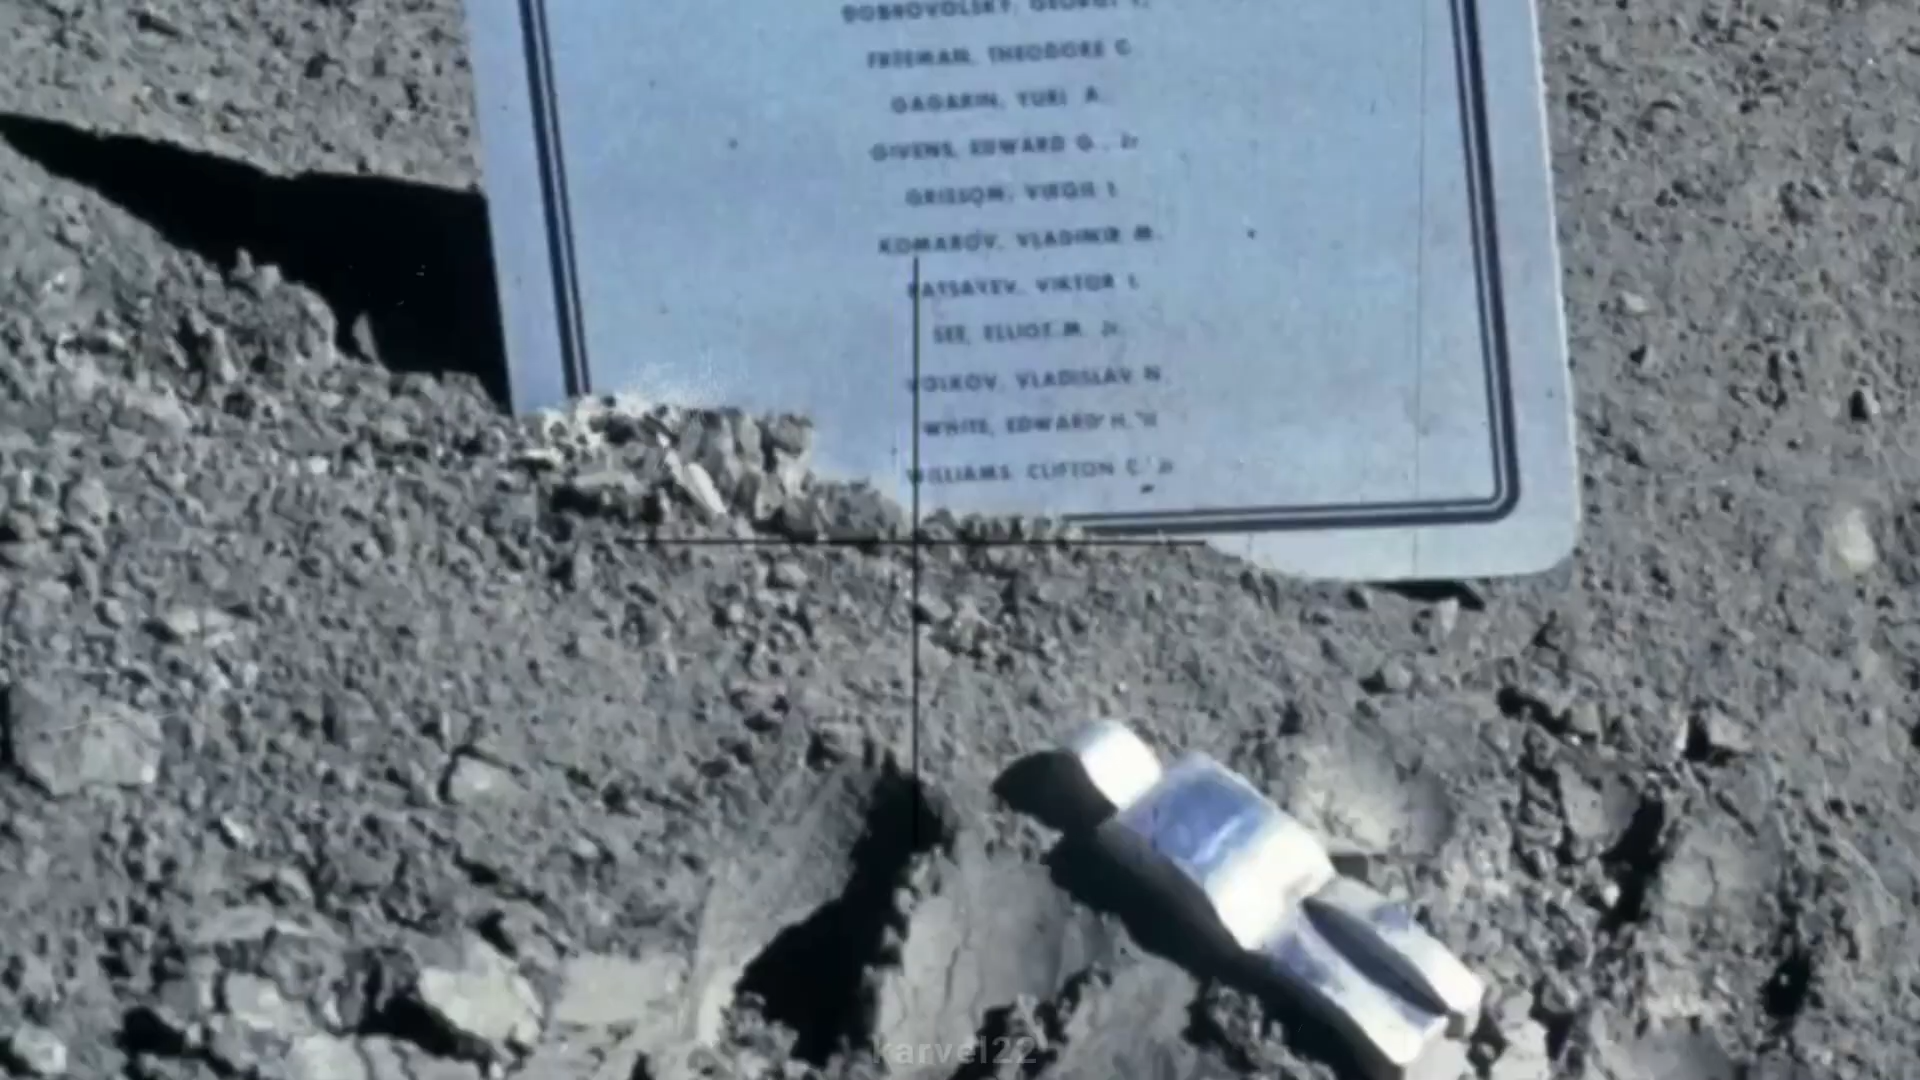 DOBROVOLSKY, GEORGI T.
FREEMAN, THEODORE C.
GAGARIN, YURI A.
GIVENS, EDWARD G., Jr.
GRISSOM, VIRGIL I.
KOMAROV, VLADIMIR M.
PATSAYEV, VIKTOR I.
SEE, ELLIOT M. Jr.
VOLKOV, VLADISLAV N.
WHITE, EDWARD H. II
WILLIAMS, CLIFTON C. Jr.
karvel22